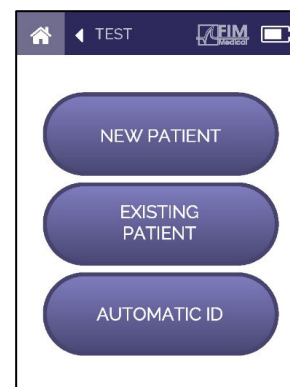 TEST
FIM
Medical
NEW PATIENT
EXISTING
PATIENT
AUTOMATIC ID